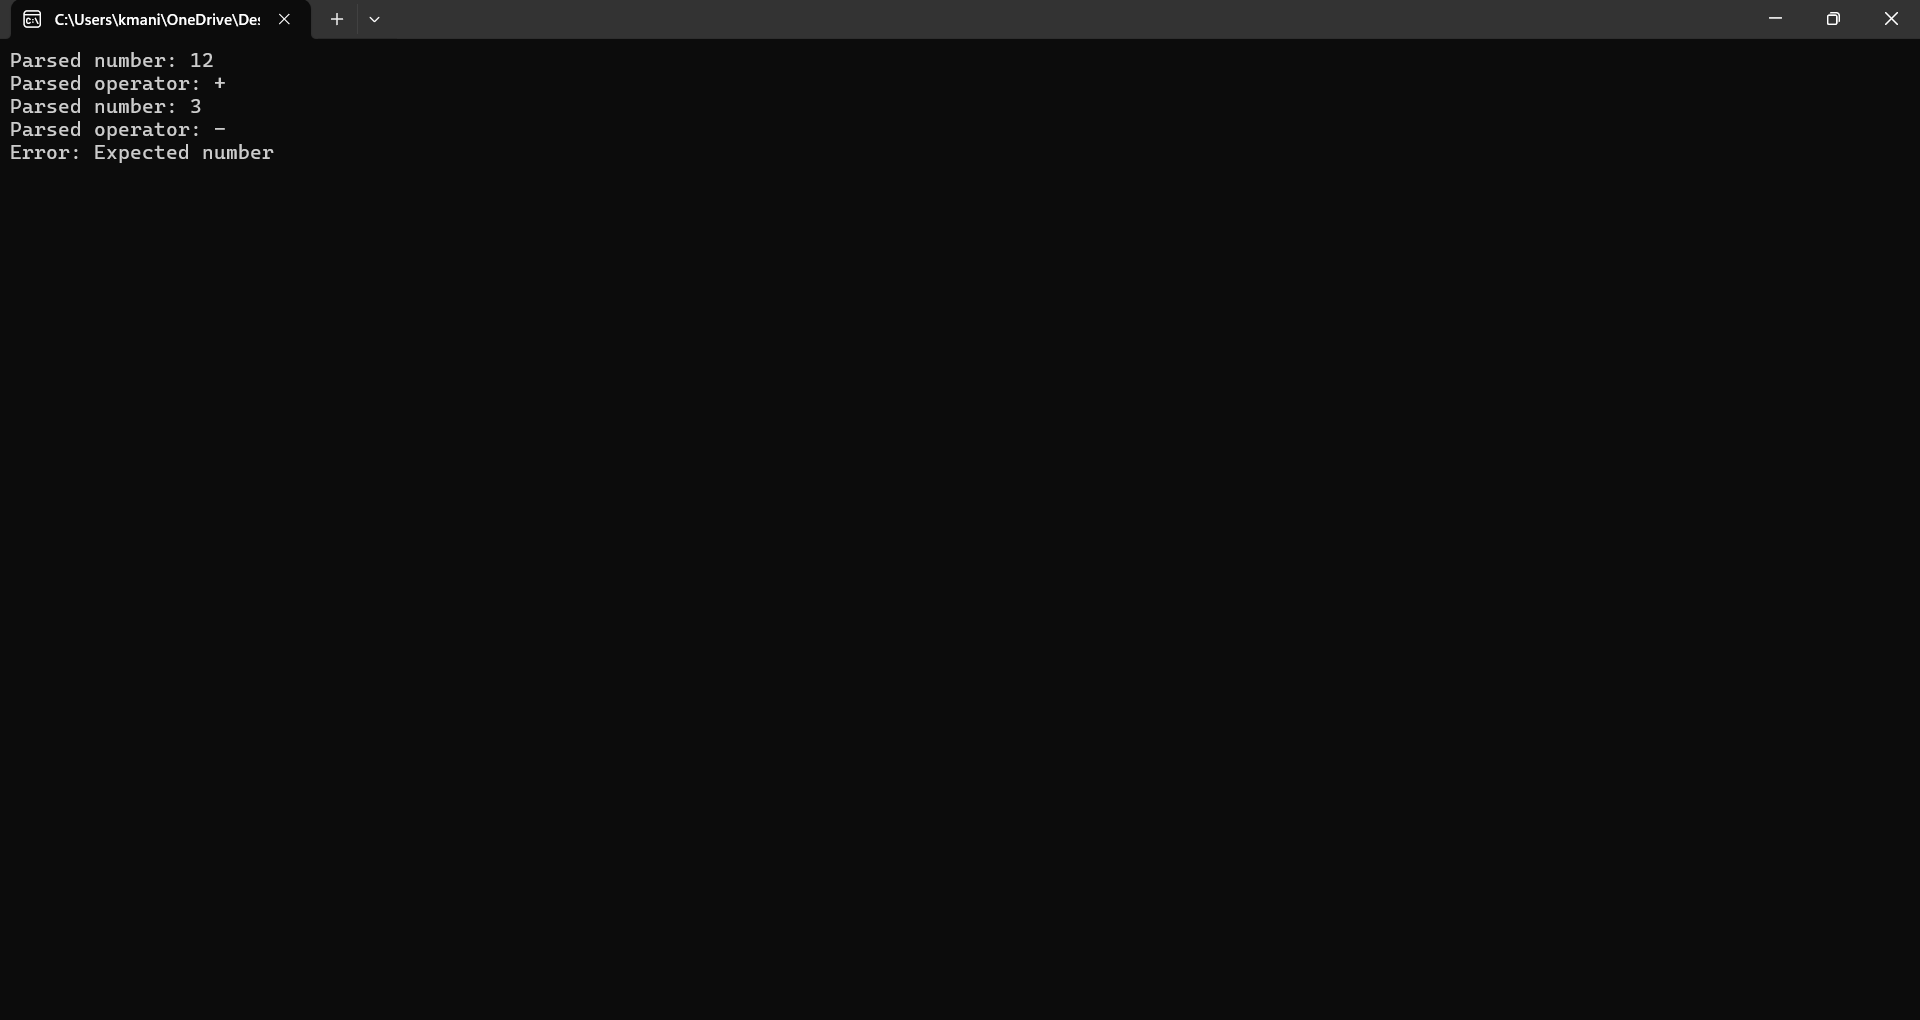 C:\Users\kmani\OneDrive\De
Parsed number: 12
Parsed operator: +
Parsed number: 3
Parsed operator: -
Error: Expected number